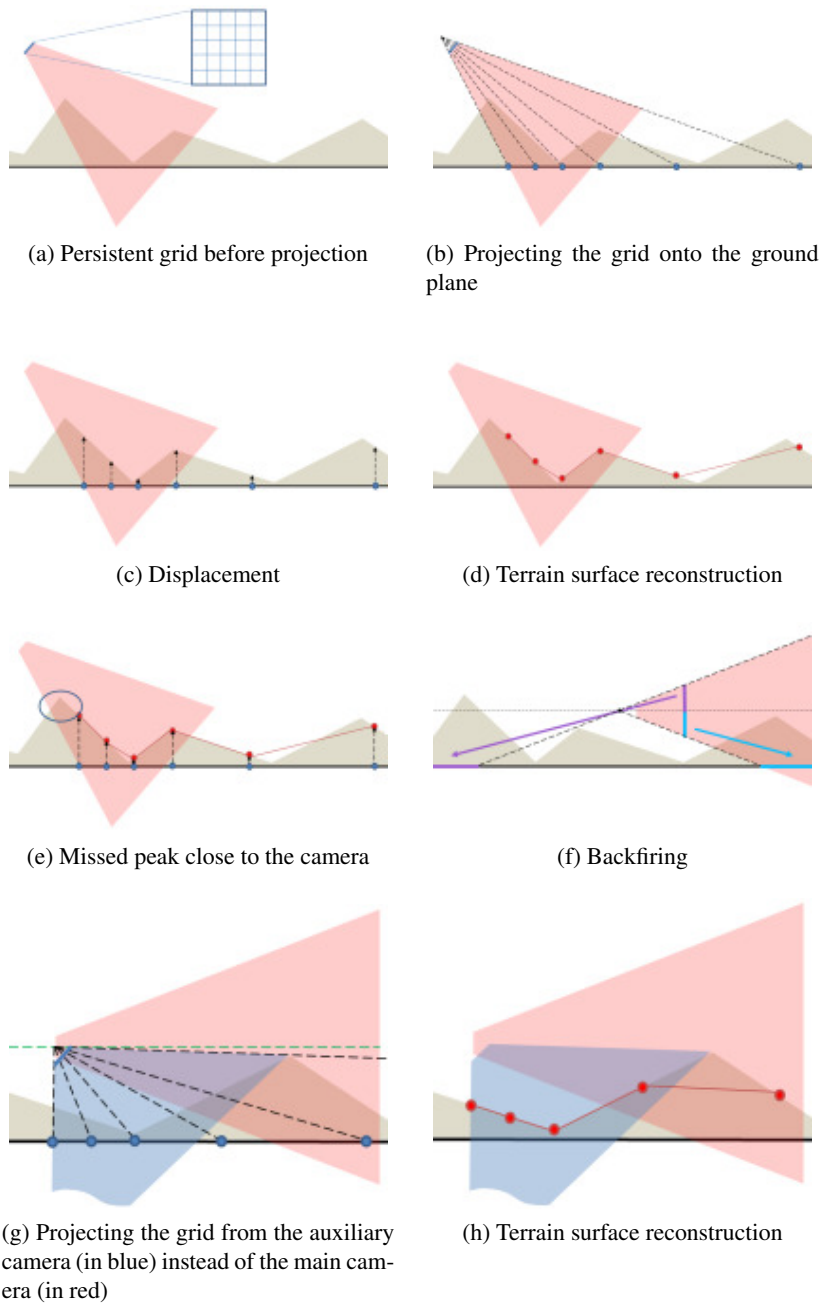 (a) Persistent grid before projection
(b) Projecting the grid onto the ground
plane
(c) Displacement
(d) Terrain surface reconstruction
(e) Missed peak close to the camera
(f) Backfiring
(g) Projecting the grid from the auxiliary
camera (in blue) instead of the main cam-
era (in red)
(h) Terrain surface reconstruction